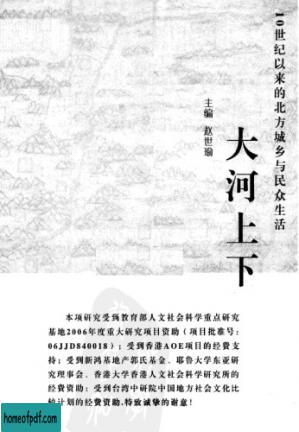 10世纪以来的北方城乡与民众生活
主编 赵世瑜
大河上下
本项研究受到教育部人文社会科学重点研究
基地2006年度重大研究项目资助（项目批准号：
06JJD840018）；受到香港AOE项目的经费支
持；受到新鸿基地产郭氏基金、耶鲁大学东亚研
究理事会、香港大学香港人文社会科学研究所的
经费资助；受到台湾中研院中国地方社会文化比
较计划的经费资助，特致诚挚的谢意！
homeofpdf.com